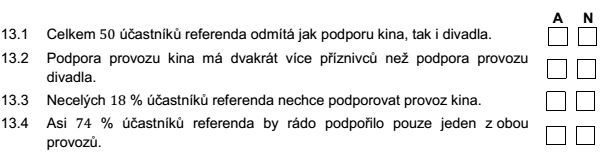 A N
13.1 Celkem 50 účastníků referenda odmítá jak podporu kina, tak i divadla.
13.2 Podpora provozu kina má dvakrát více příznivců než podpora provozu
divadla.
13.3 Necelých 18 % účastníků referenda nechce podporovat provoz kina.
13.4 Asi 74 % účastníků referenda by rádo podpořilo pouze jeden z obou
provozů.